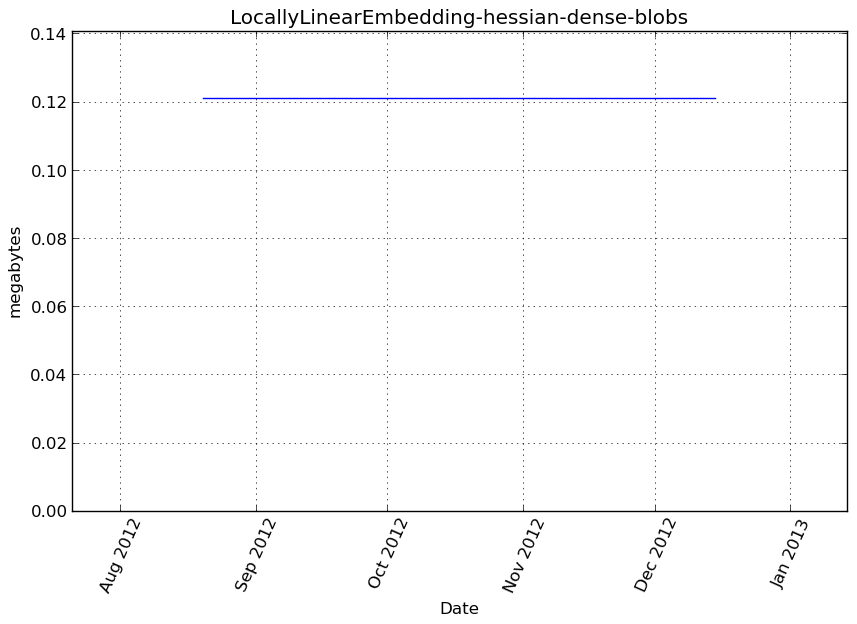 LocallyLinearEmbedding-hessian-dense-blobs
0.14
0.12
0.10
0.08
0.06
0.04
0.02
0.00
megabytes
Aug 2012
Sep 2012
Oct 2012
Nov 2012
Dec 2012
Jan 2013
Date